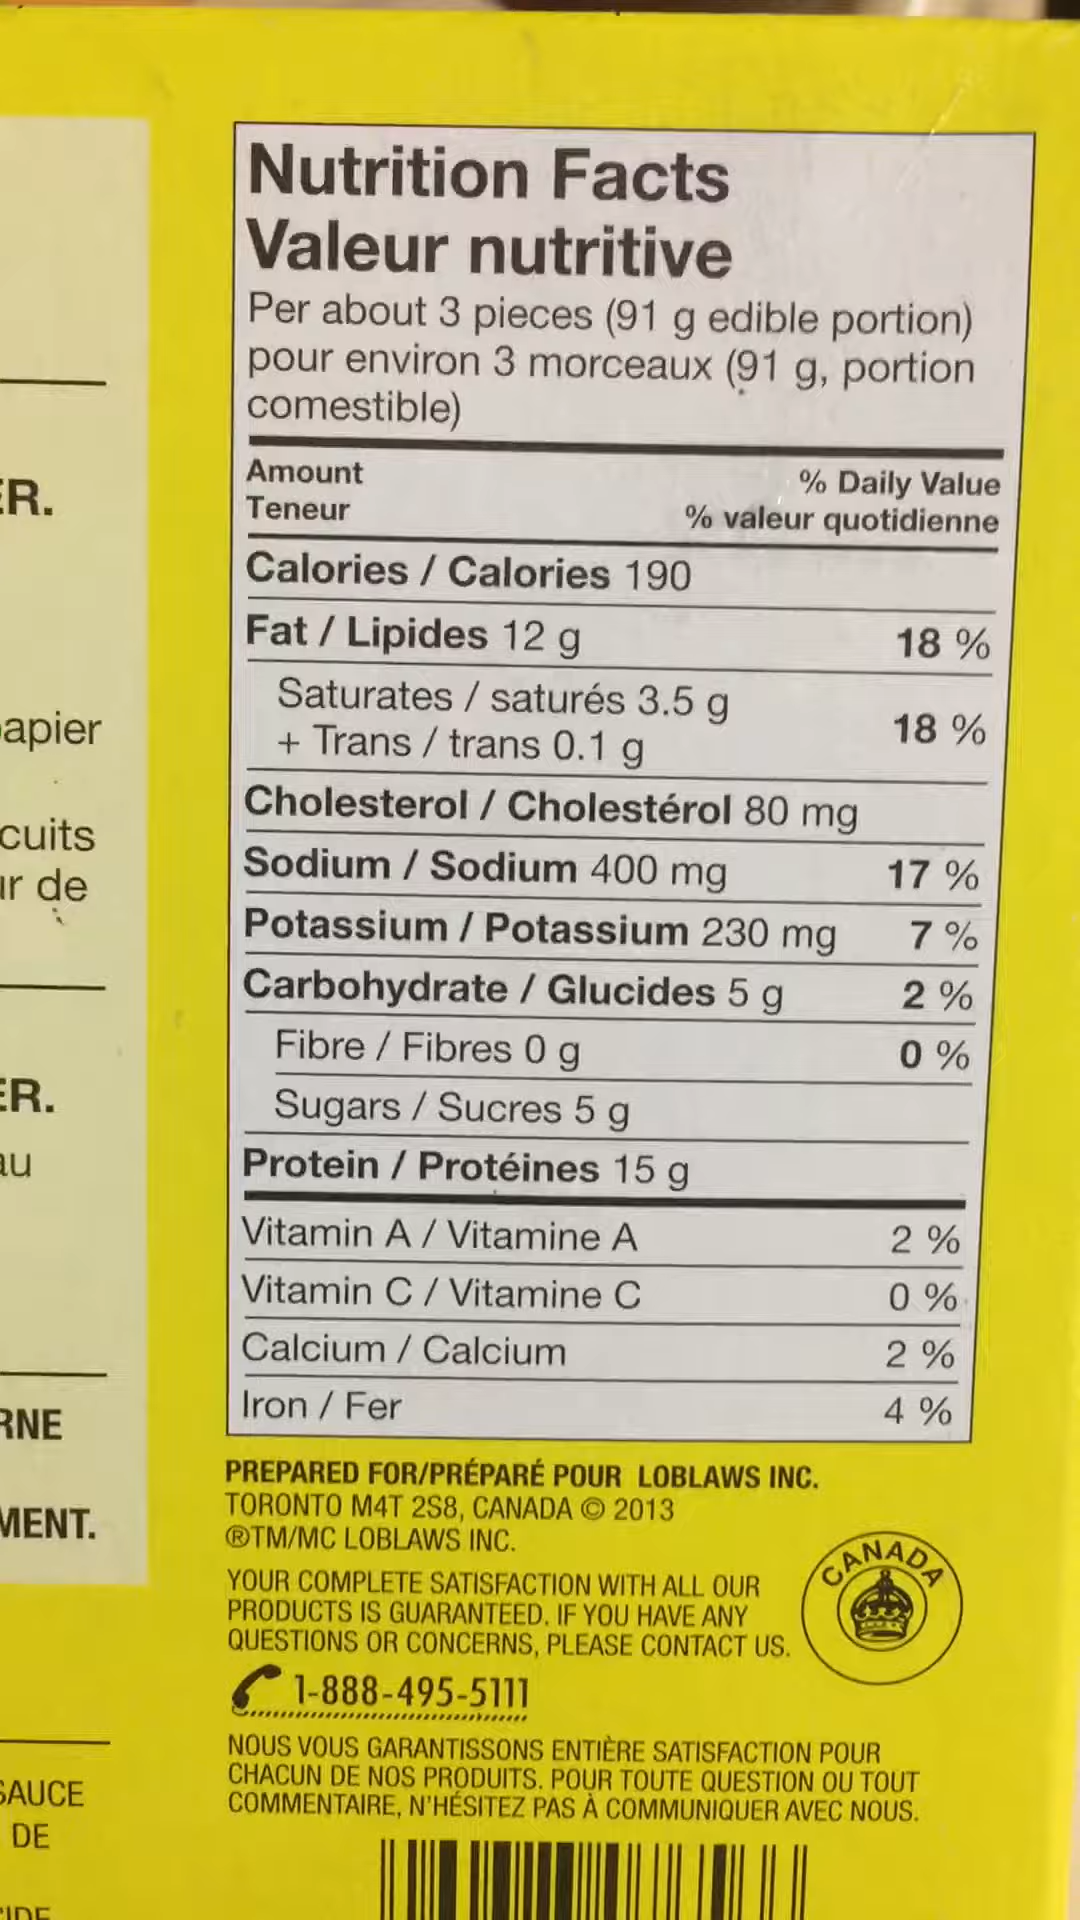 ER.
apier
cuits
ur de
ER.
au
RNE
MENT.
SAUCE
DE
Nutrition Facts
Valeur nutritive
Per about 3 pieces (91 g edible portion)
pour environ 3 morceaux (91 g, portion
comestible)
Amount % Daily Value
Teneur % valeur quotidienne
Calories / Calories 190
Fat / Lipides 12 g 18 %
Saturates / saturés 3.5 g
+ Trans / trans 0.1 g 18 %
Cholesterol / Cholestérol 80 mg
Sodium / Sodium 400 mg 17 %
Potassium / Potassium 230 mg 7 %
Carbohydrate / Glucides 5 g 2 %
Fibre / Fibres 0 g 0 %
Sugars / Sucres 5 g
Protein / Protéines 15 g
Vitamin A / Vitamine A 2 %
Vitamin C / Vitamine C 0 %
Calcium / Calcium 2 %
Iron / Fer 4 %
PREPARED FOR/PRÉPARÉ POUR LOBLAWS INC.
TORONTO M4T 2S8, CANADA © 2013
®TM/MC LOBLAWS INC.
CANADA
YOUR COMPLETE SATISFACTION WITH ALL OUR
PRODUCTS IS GUARANTEED. IF YOU HAVE ANY
QUESTIONS OR CONCERNS, PLEASE CONTACT US.
1-888-495-5111
NOUS VOUS GARANTISSONS ENTIÈRE SATISFACTION POUR
CHACUN DE NOS PRODUITS. POUR TOUTE QUESTION OU TOUT
COMMENTAIRE, N'HÉSITEZ PAS À COMMUNIQUER AVEC NOUS.